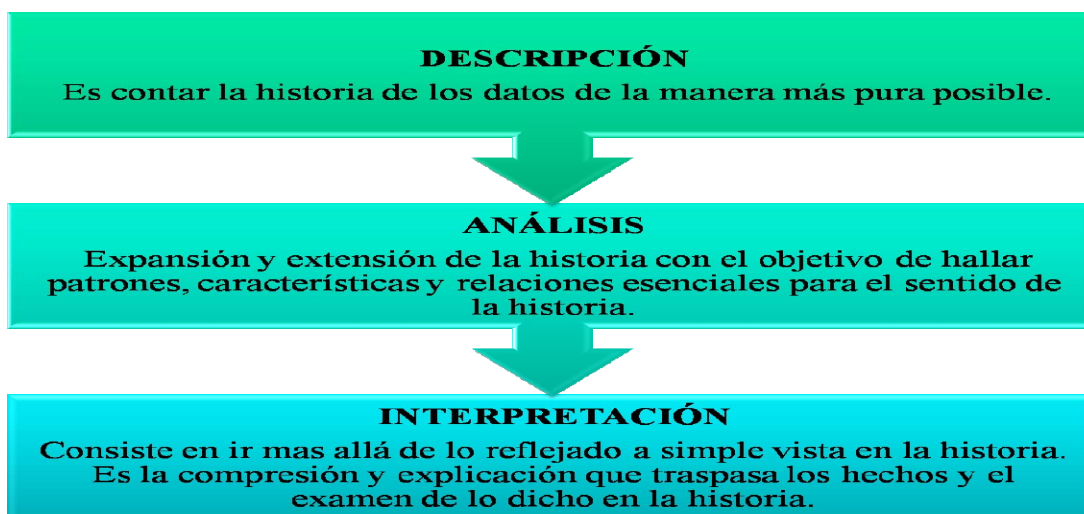 DESCRIPCIÓN
Es contar la historia de los datos de la manera más pura posible.
ANÁLISIS
Expansión y extensión de la historia con el objetivo de hallar
patrones, características y relaciones esenciales para el sentido de
la historia.
INTERPRETACIÓN
Consiste en ir mas allá de lo reflejado a simple vista en la historia.
Es la compresión y explicación que traspasa los hechos y el
examen de lo dicho en la historia.